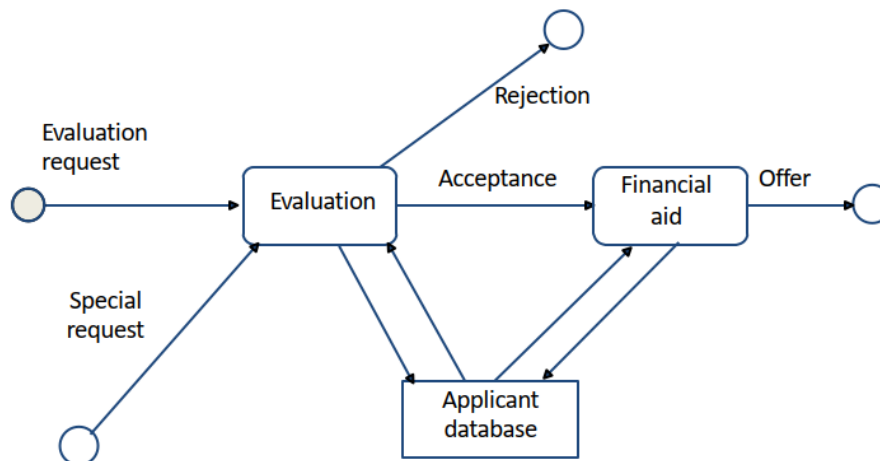 Rejection
Evaluation
request
Evaluation
Acceptance
Financial
aid
Offer
Special
request
Applicant
database